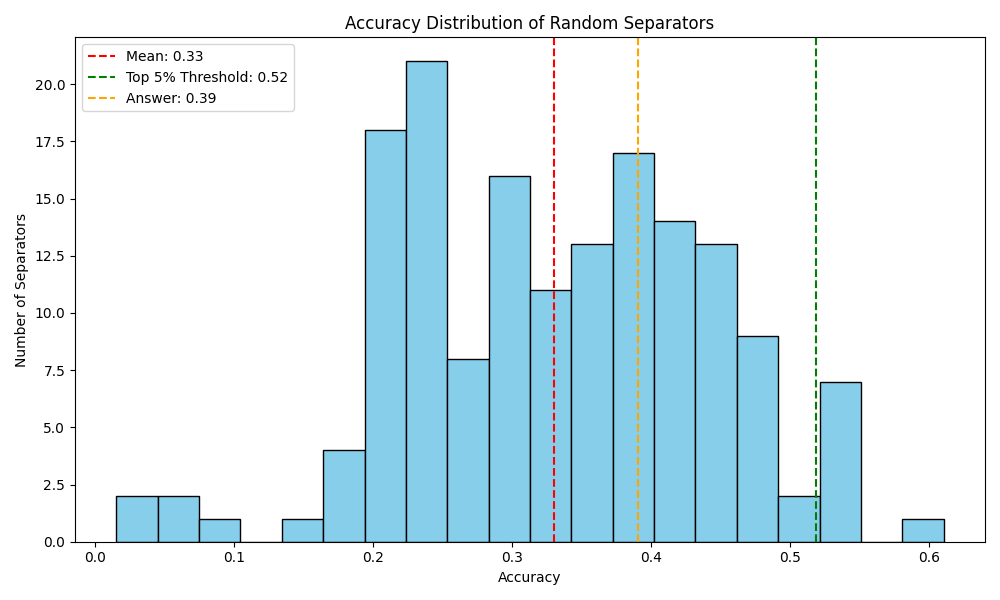 Accuracy Distribution of Random Separators
Mean: 0.33
Top 5% Threshold: 0.52
Answer: 0.39
Number of Separators
20.0
17.5
15.0
12.5
10.0
7.5
5.0
2.5
0.0
0.0 0.1 0.2 0.3 0.4 0.5 0.6
Accuracy